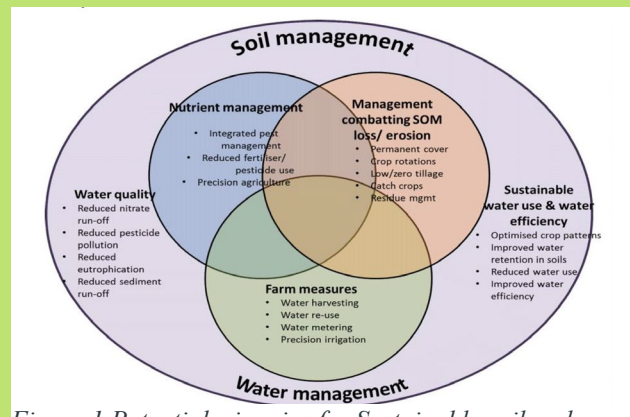 Soil management
Nutrient management
• Integrated pest
management
• Reduced fertiliser/
pesticide use
• Precision agriculture
Management
combatting SOM
loss/ erosion
• Permanent cover
• Crop rotations
• Low/zero tillage
• Catch crops
• Residue mgmt
Water quality
• Reduced nitrate
run-off
• Reduced pesticide
pollution
• Reduced
eutrophication
• Reduced sediment
run-off
Sustainable
water use & water
efficiency
• Optimised crop patterns
• Improved water
retention in soils
• Reduced water use
• Improved water
efficiency
Farm measures
• Water harvesting
• Water re-use
• Water metering
• Precision irrigation
Water management